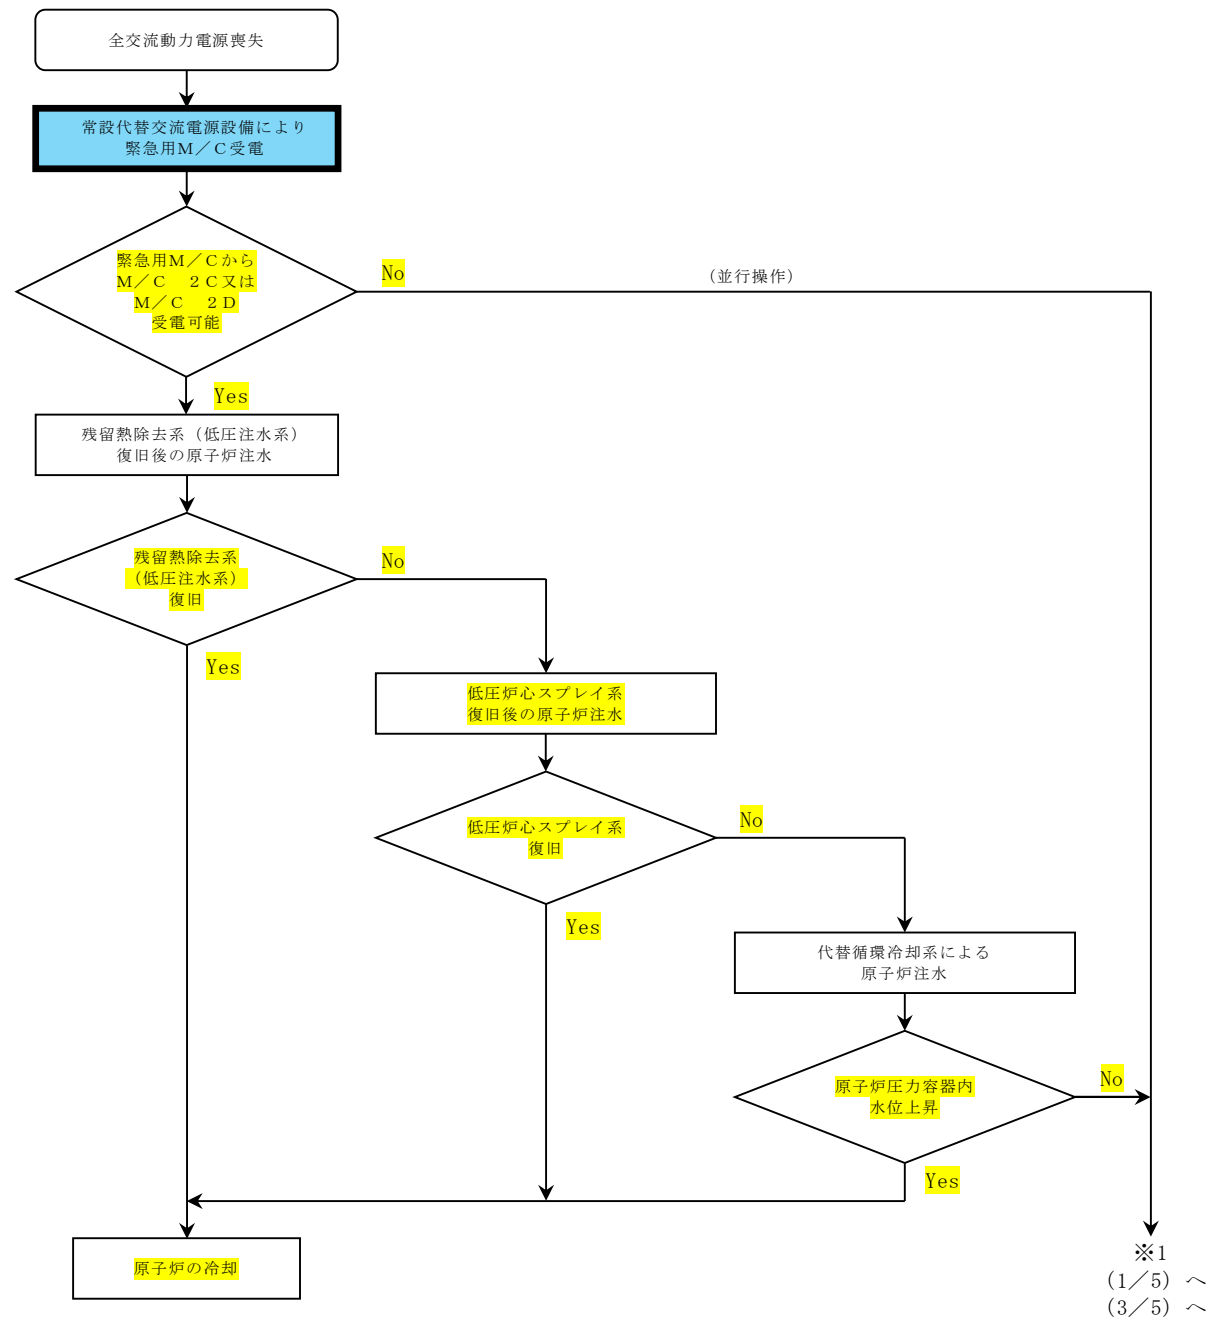 全交流動力電源喪失
常設代替交流電源設備により
緊急用Ｍ／Ｃ受電
緊急用Ｍ／Ｃから
Ｍ／Ｃ　２Ｃ又は
Ｍ／Ｃ　２Ｄ
受電可能
No
（並行操作）
Yes
残留熱除去系（低圧注水系）
復旧後の原子炉注水
残留熱除去系
（低圧注水系）
復旧
No
Yes
低圧炉心スプレイ系
復旧後の原子炉注水
低圧炉心スプレイ系
復旧
No
Yes
代替循環冷却系による
原子炉注水
原子炉圧力容器内
水位上昇
No
Yes
原子炉の冷却
※1
（1／5）へ
（3／5）へ